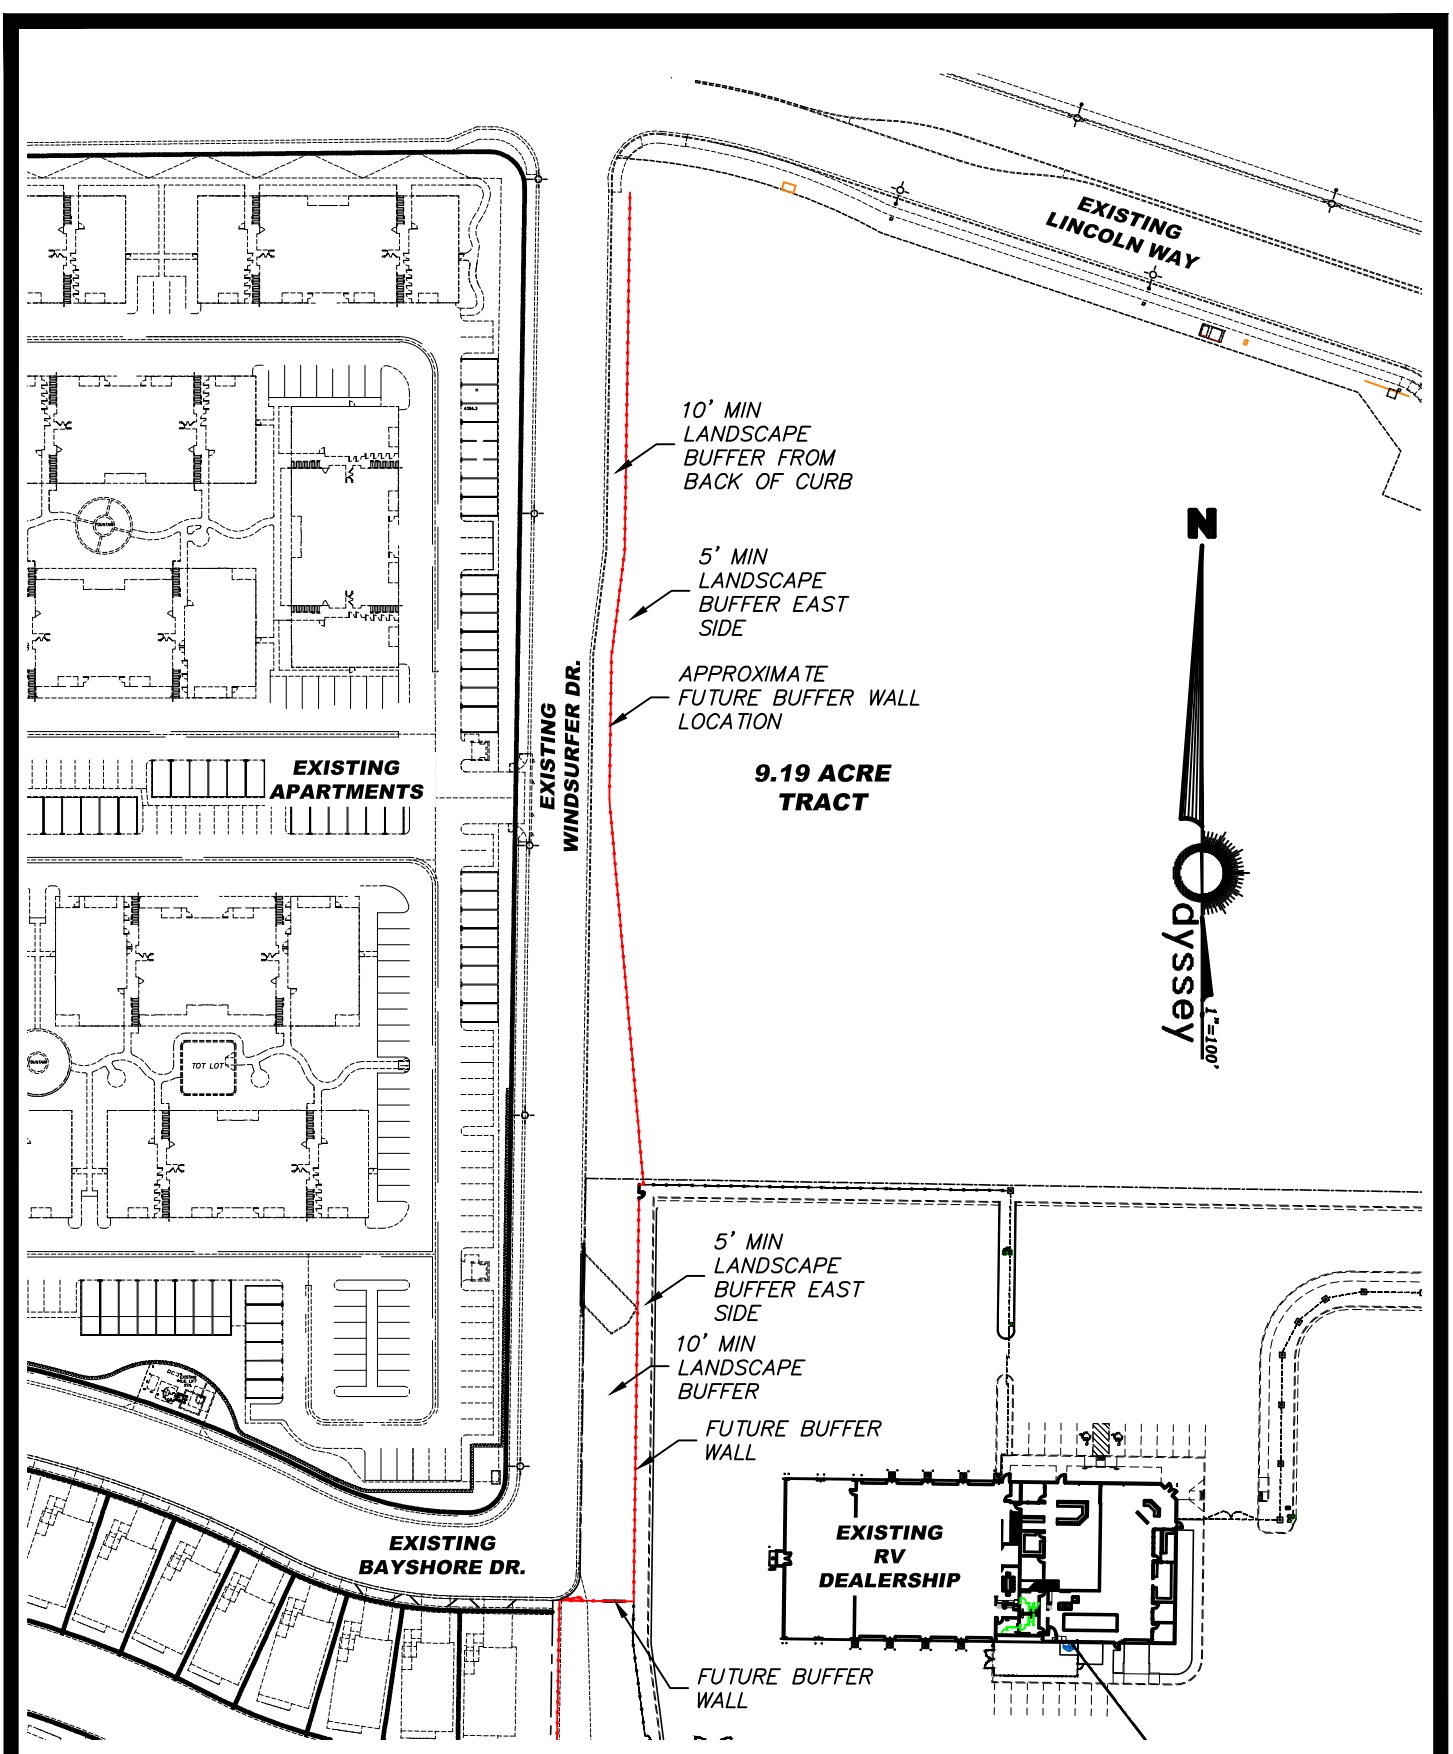 EXISTING
LINCOLN WAY
10' MIN
LANDSCAPE
BUFFER FROM
BACK OF CURB
N
5' MIN
LANDSCAPE
BUFFER EAST
SIDE
APPROXIMATE
FUTURE BUFFER WALL
LOCATION
EXISTING
WINDSURFER DR.
EXISTING
APARTMENTS
9.19 ACRE
TRACT
dyssey
1"=100'
TOT LOT
5' MIN
LANDSCAPE
BUFFER EAST
SIDE
10' MIN
LANDSCAPE
BUFFER
FUTURE BUFFER
WALL
EXISTING
BAYSHORE DR.
EXISTING
RV
DEALERSHIP
FUTURE BUFFER
WALL